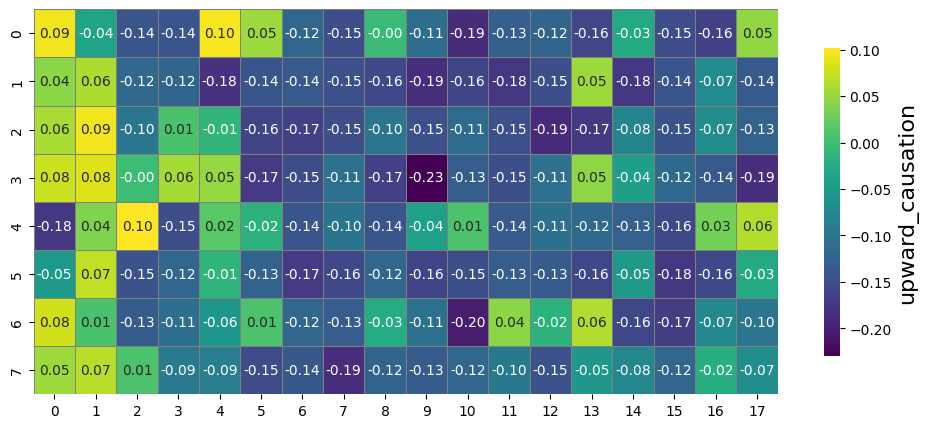 0 0.09 -0.04 -0.14 -0.14 0.10 0.05 -0.12 -0.15 -0.00 -0.11 -0.19 -0.13 -0.12 -0.16 -0.03 -0.15 -0.16 0.05
1 0.04 0.06 -0.12 -0.12 -0.18 -0.14 -0.14 -0.15 -0.16 -0.19 -0.16 -0.18 -0.15 0.05 -0.18 -0.14 -0.07 -0.14
2 0.06 0.09 -0.10 0.01 -0.01 -0.16 -0.17 -0.15 -0.10 -0.15 -0.11 -0.15 -0.19 -0.17 -0.08 -0.15 -0.07 -0.13
3 0.08 0.08 -0.00 0.06 0.05 -0.17 -0.15 -0.11 -0.17 -0.23 -0.13 -0.15 -0.11 0.05 -0.04 -0.12 -0.14 -0.19
4 -0.18 0.04 0.10 -0.15 0.02 -0.02 -0.14 -0.10 -0.14 -0.04 0.01 -0.14 -0.11 -0.12 -0.13 -0.16 0.03 0.06
5 -0.05 0.07 -0.15 -0.12 -0.01 -0.13 -0.17 -0.16 -0.12 -0.16 -0.15 -0.13 -0.13 -0.16 -0.05 -0.18 -0.16 -0.03
6 0.08 0.01 -0.13 -0.11 -0.06 0.01 -0.12 -0.13 -0.03 -0.11 -0.20 0.04 -0.02 0.06 -0.16 -0.17 -0.07 -0.10
7 0.05 0.07 0.01 -0.09 -0.09 -0.15 -0.14 -0.19 -0.12 -0.13 -0.12 -0.10 -0.15 -0.05 -0.08 -0.12 -0.02 -0.07
0 1 2 3 4 5 6 7 8 9 10 11 12 13 14 15 16 17
0.10
0.05
0.00
−0.05
−0.10
−0.15
−0.20
upward_causation